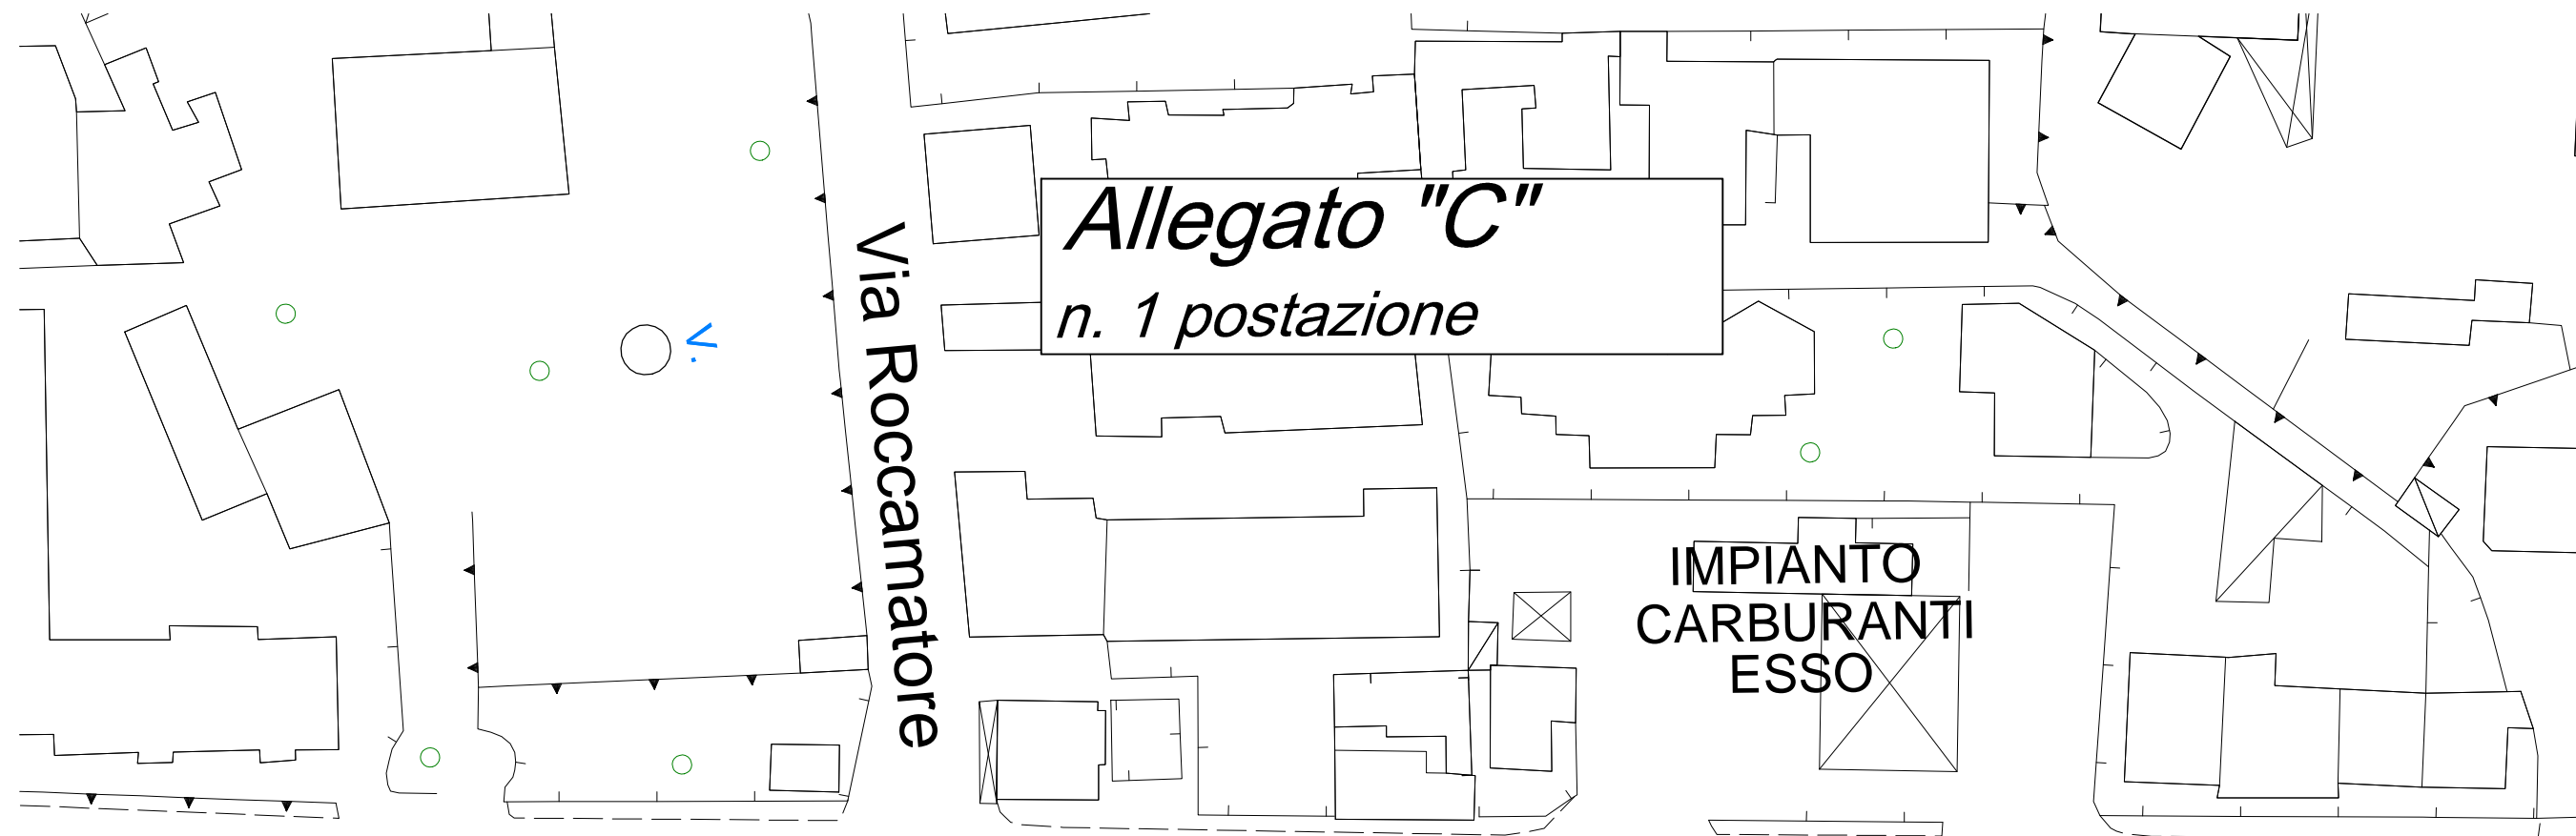 Allegato "C"
n. 1 postazione
Via Roccamatore
V.
IMPIANTO
CARBURANTI
ESSO